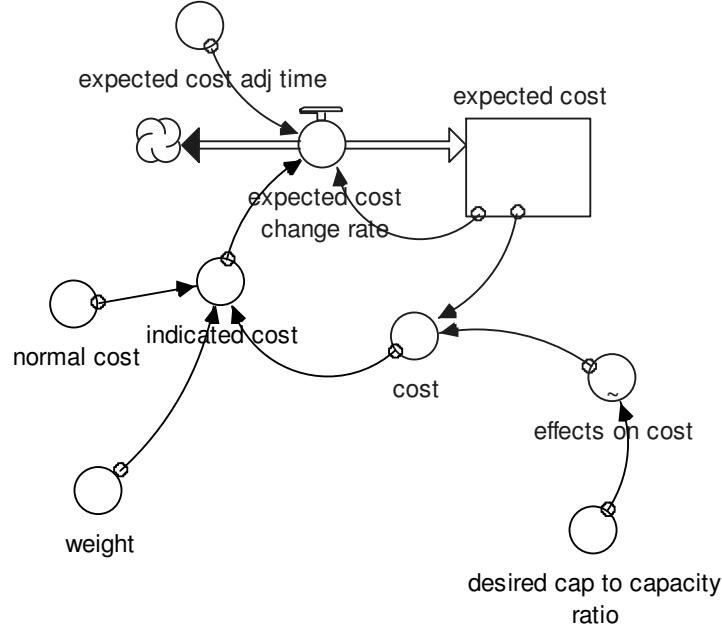 expected cost adj time
expected cost
expected cost
change rate
indicated cost
normal cost
cost
~
effects on cost
weight
desired cap to capacity
ratio